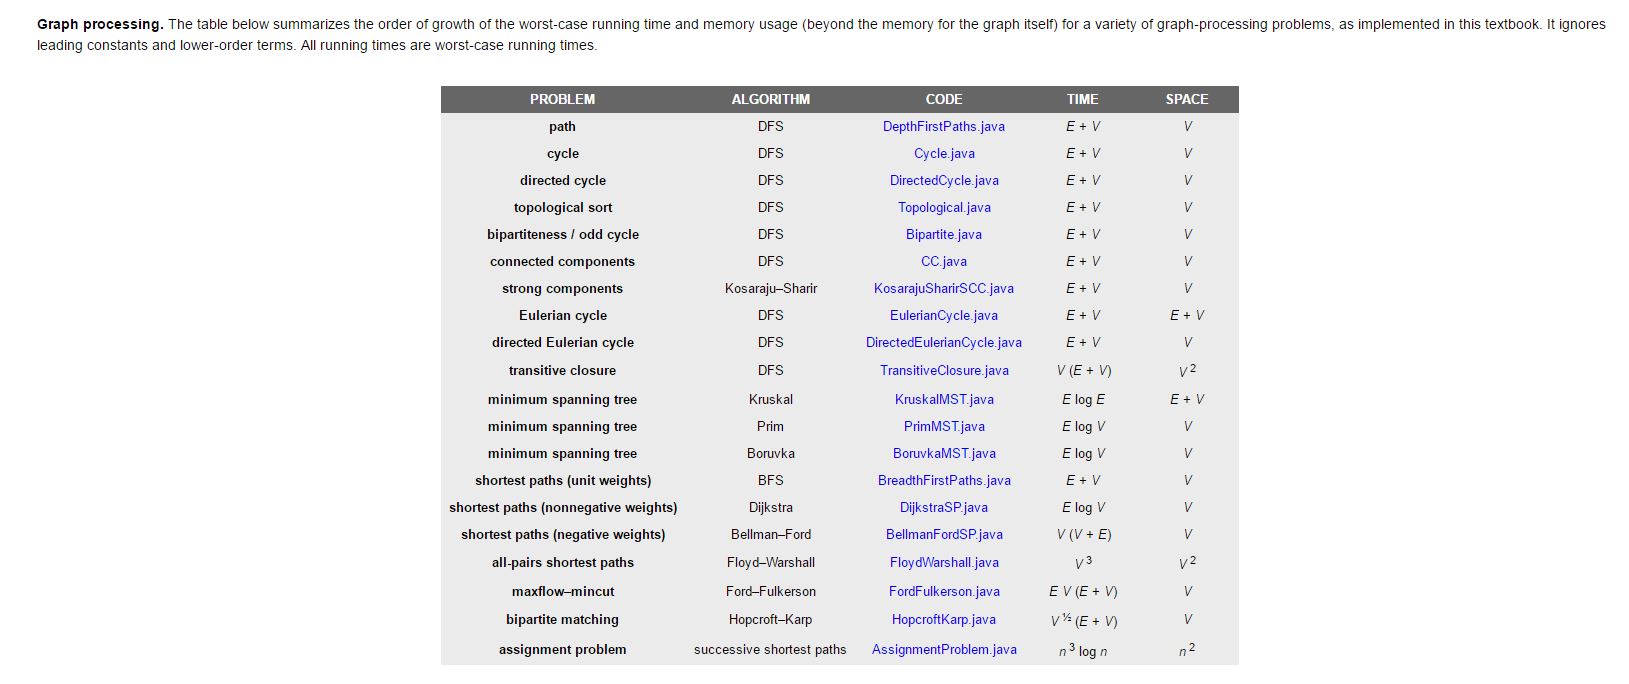 Graph processing. The table below summarizes the order of growth of the worst-case running time and memory usage (beyond the memory for the graph itself) for a variety of graph-processing problems, as implemented in this textbook. It ignores
leading constants and lower-order terms. All running times are worst-case running times.
PROBLEM ALGORITHM CODE TIME SPACE
path DFS DepthFirstPaths.java E + V V
cycle DFS Cycle.java E + V V
directed cycle DFS DirectedCycle.java E + V V
topological sort DFS Topological.java E + V V
bipartiteness / odd cycle DFS Bipartite.java E + V V
connected components DFS CC.java E + V V
strong components Kosaraju–Sharir KosarajuSharirSCC.java E + V V
Eulerian cycle DFS EulerianCycle.java E + V E + V
directed Eulerian cycle DFS DirectedEulerianCycle.java E + V V
transitive closure DFS TransitiveClosure.java V (E + V) V 2
minimum spanning tree Kruskal KruskalMST.java E log E E + V
minimum spanning tree Prim PrimMST.java E log V V
minimum spanning tree Boruvka BoruvkaMST.java E log V V
shortest paths (unit weights) BFS BreadthFirstPaths.java E + V V
shortest paths (nonnegative weights) Dijkstra DijkstraSP.java E log V V
shortest paths (negative weights) Bellman–Ford BellmanFordSP.java V (V + E) V
all-pairs shortest paths Floyd–Warshall FloydWarshall.java V 3 V 2
maxflow–mincut Ford–Fulkerson FordFulkerson.java E V (E + V) V
bipartite matching Hopcroft–Karp HopcroftKarp.java V ½ (E + V) V
assignment problem successive shortest paths AssignmentProblem.java n 3 log n n 2